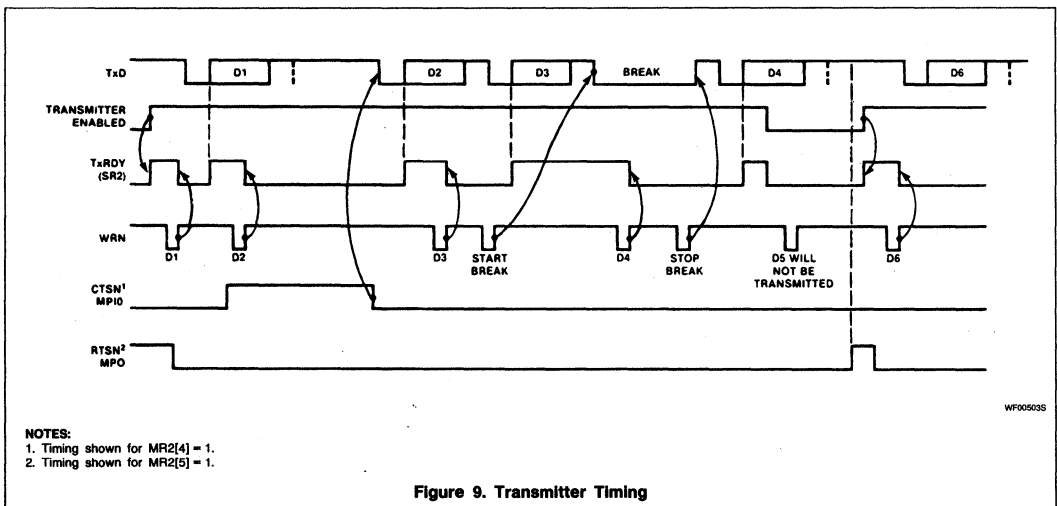 TxD
D1
D2
D3
BREAK
D4
D6
TRANSMITTER
ENABLED
TxRDY
(SR2)
WRN
D1
D2
D3
START
BREAK
D4
STOP
BREAK
D5 WILL
NOT BE
TRANSMITTED
D6
CTSN¹
MPI0
RTSN²
MPO
WF00503S
NOTES:
1. Timing shown for MR2[4] = 1.
2. Timing shown for MR2[5] = 1.
Figure 9. Transmitter Timing